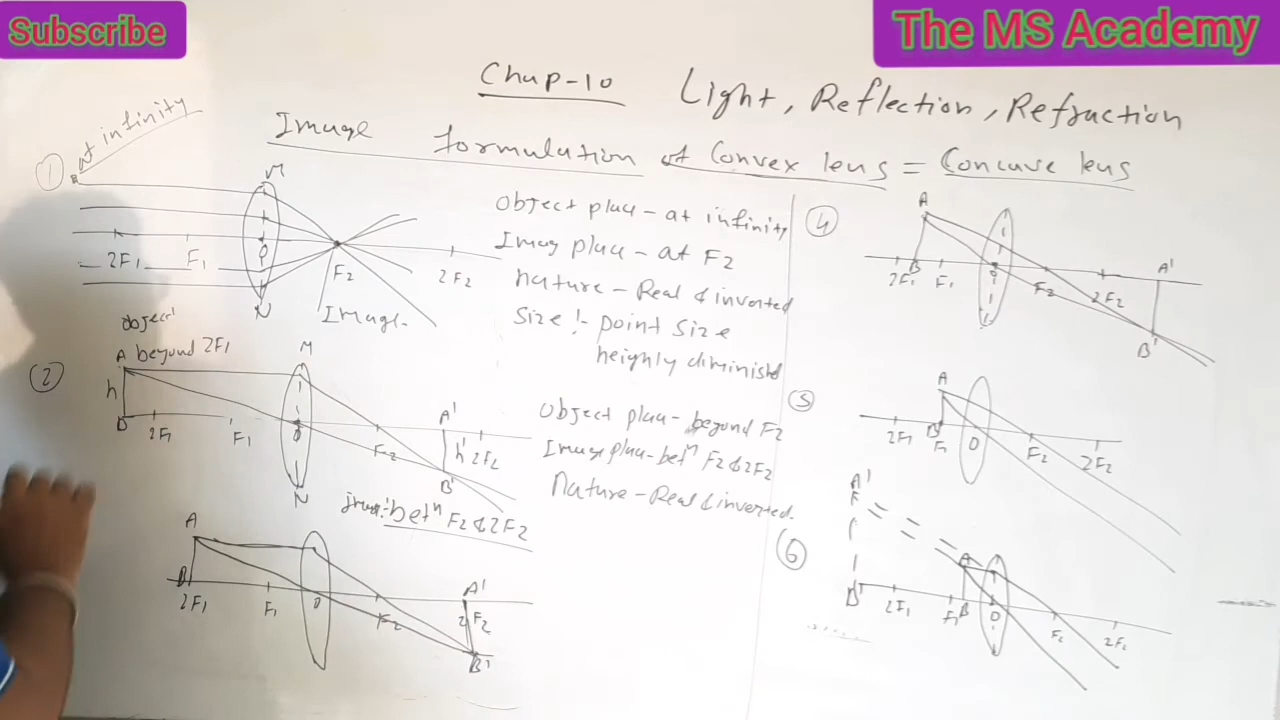 Subscribe
The MS Academy
Chap-10 Light, Reflection, Refraction
Image formulation of Convex lens = Concave lens
1
at infinity
M
2F1 F1 O F2 2F2
N
Image
Object place - at infinity
Imag place - at F2
Nature - Real & inverted
Size :- point size
heighly diminished
2
object
A beyond 2F1
M
h
B 2F1 F1 O F2 A' h' 2F2
B'
N
image: betn F2 & 2F2
Object place - beyond F2
Image place - betn F2 & 2F2
Nature - Real & inverted.
A
B
2F1 F1 O F2 A' 2F2
B'
4
A
2F1 B F1 O F2 2F2 A'
B'
5
A
2F1 B F1 O F2 2F2
6
A'
A
B' 2F1 F1 B O F2 2F2